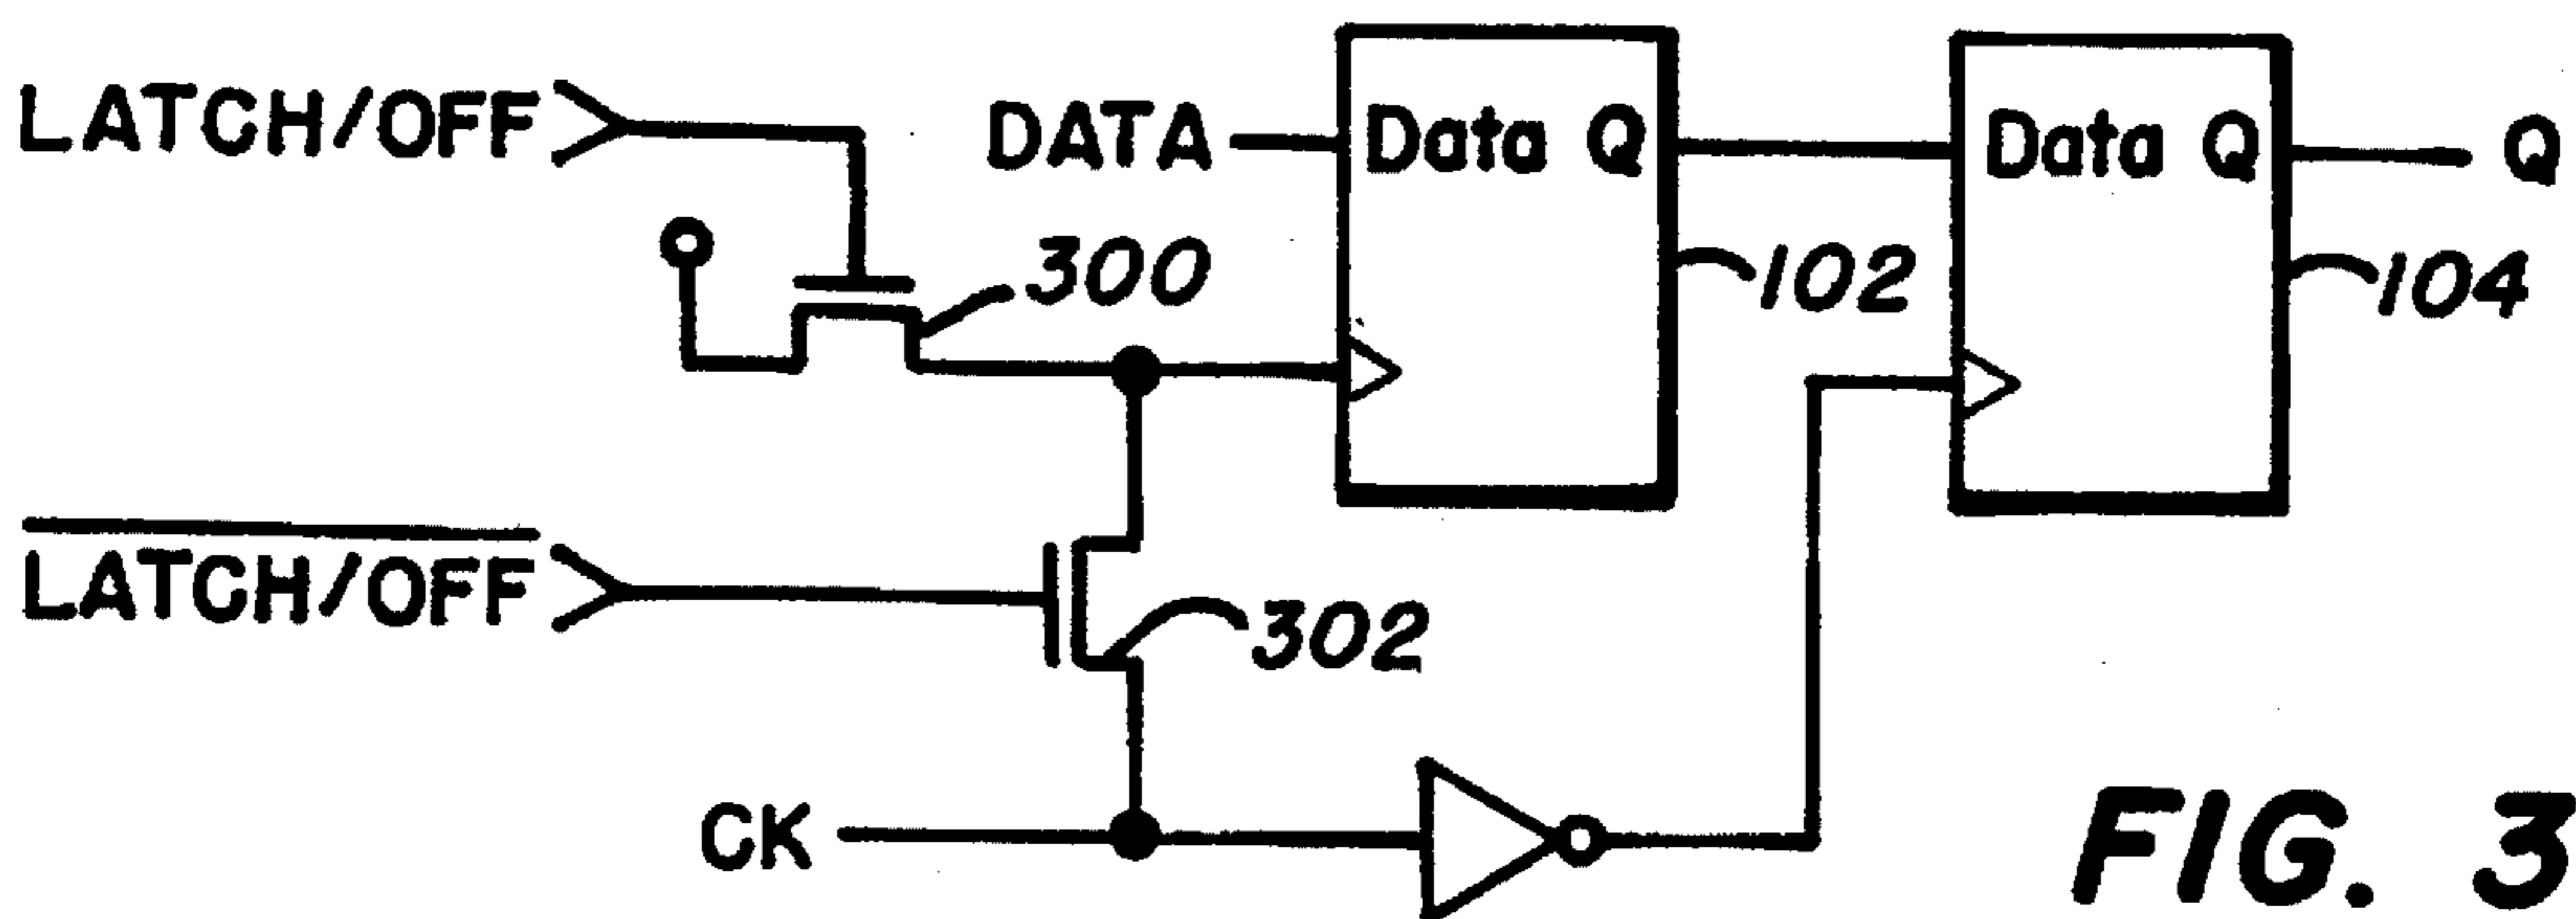 LATCH/OFF
DATA
Data Q
Data Q
Q
300
102
104
LATCH/OFF
302
CK
FIG. 3